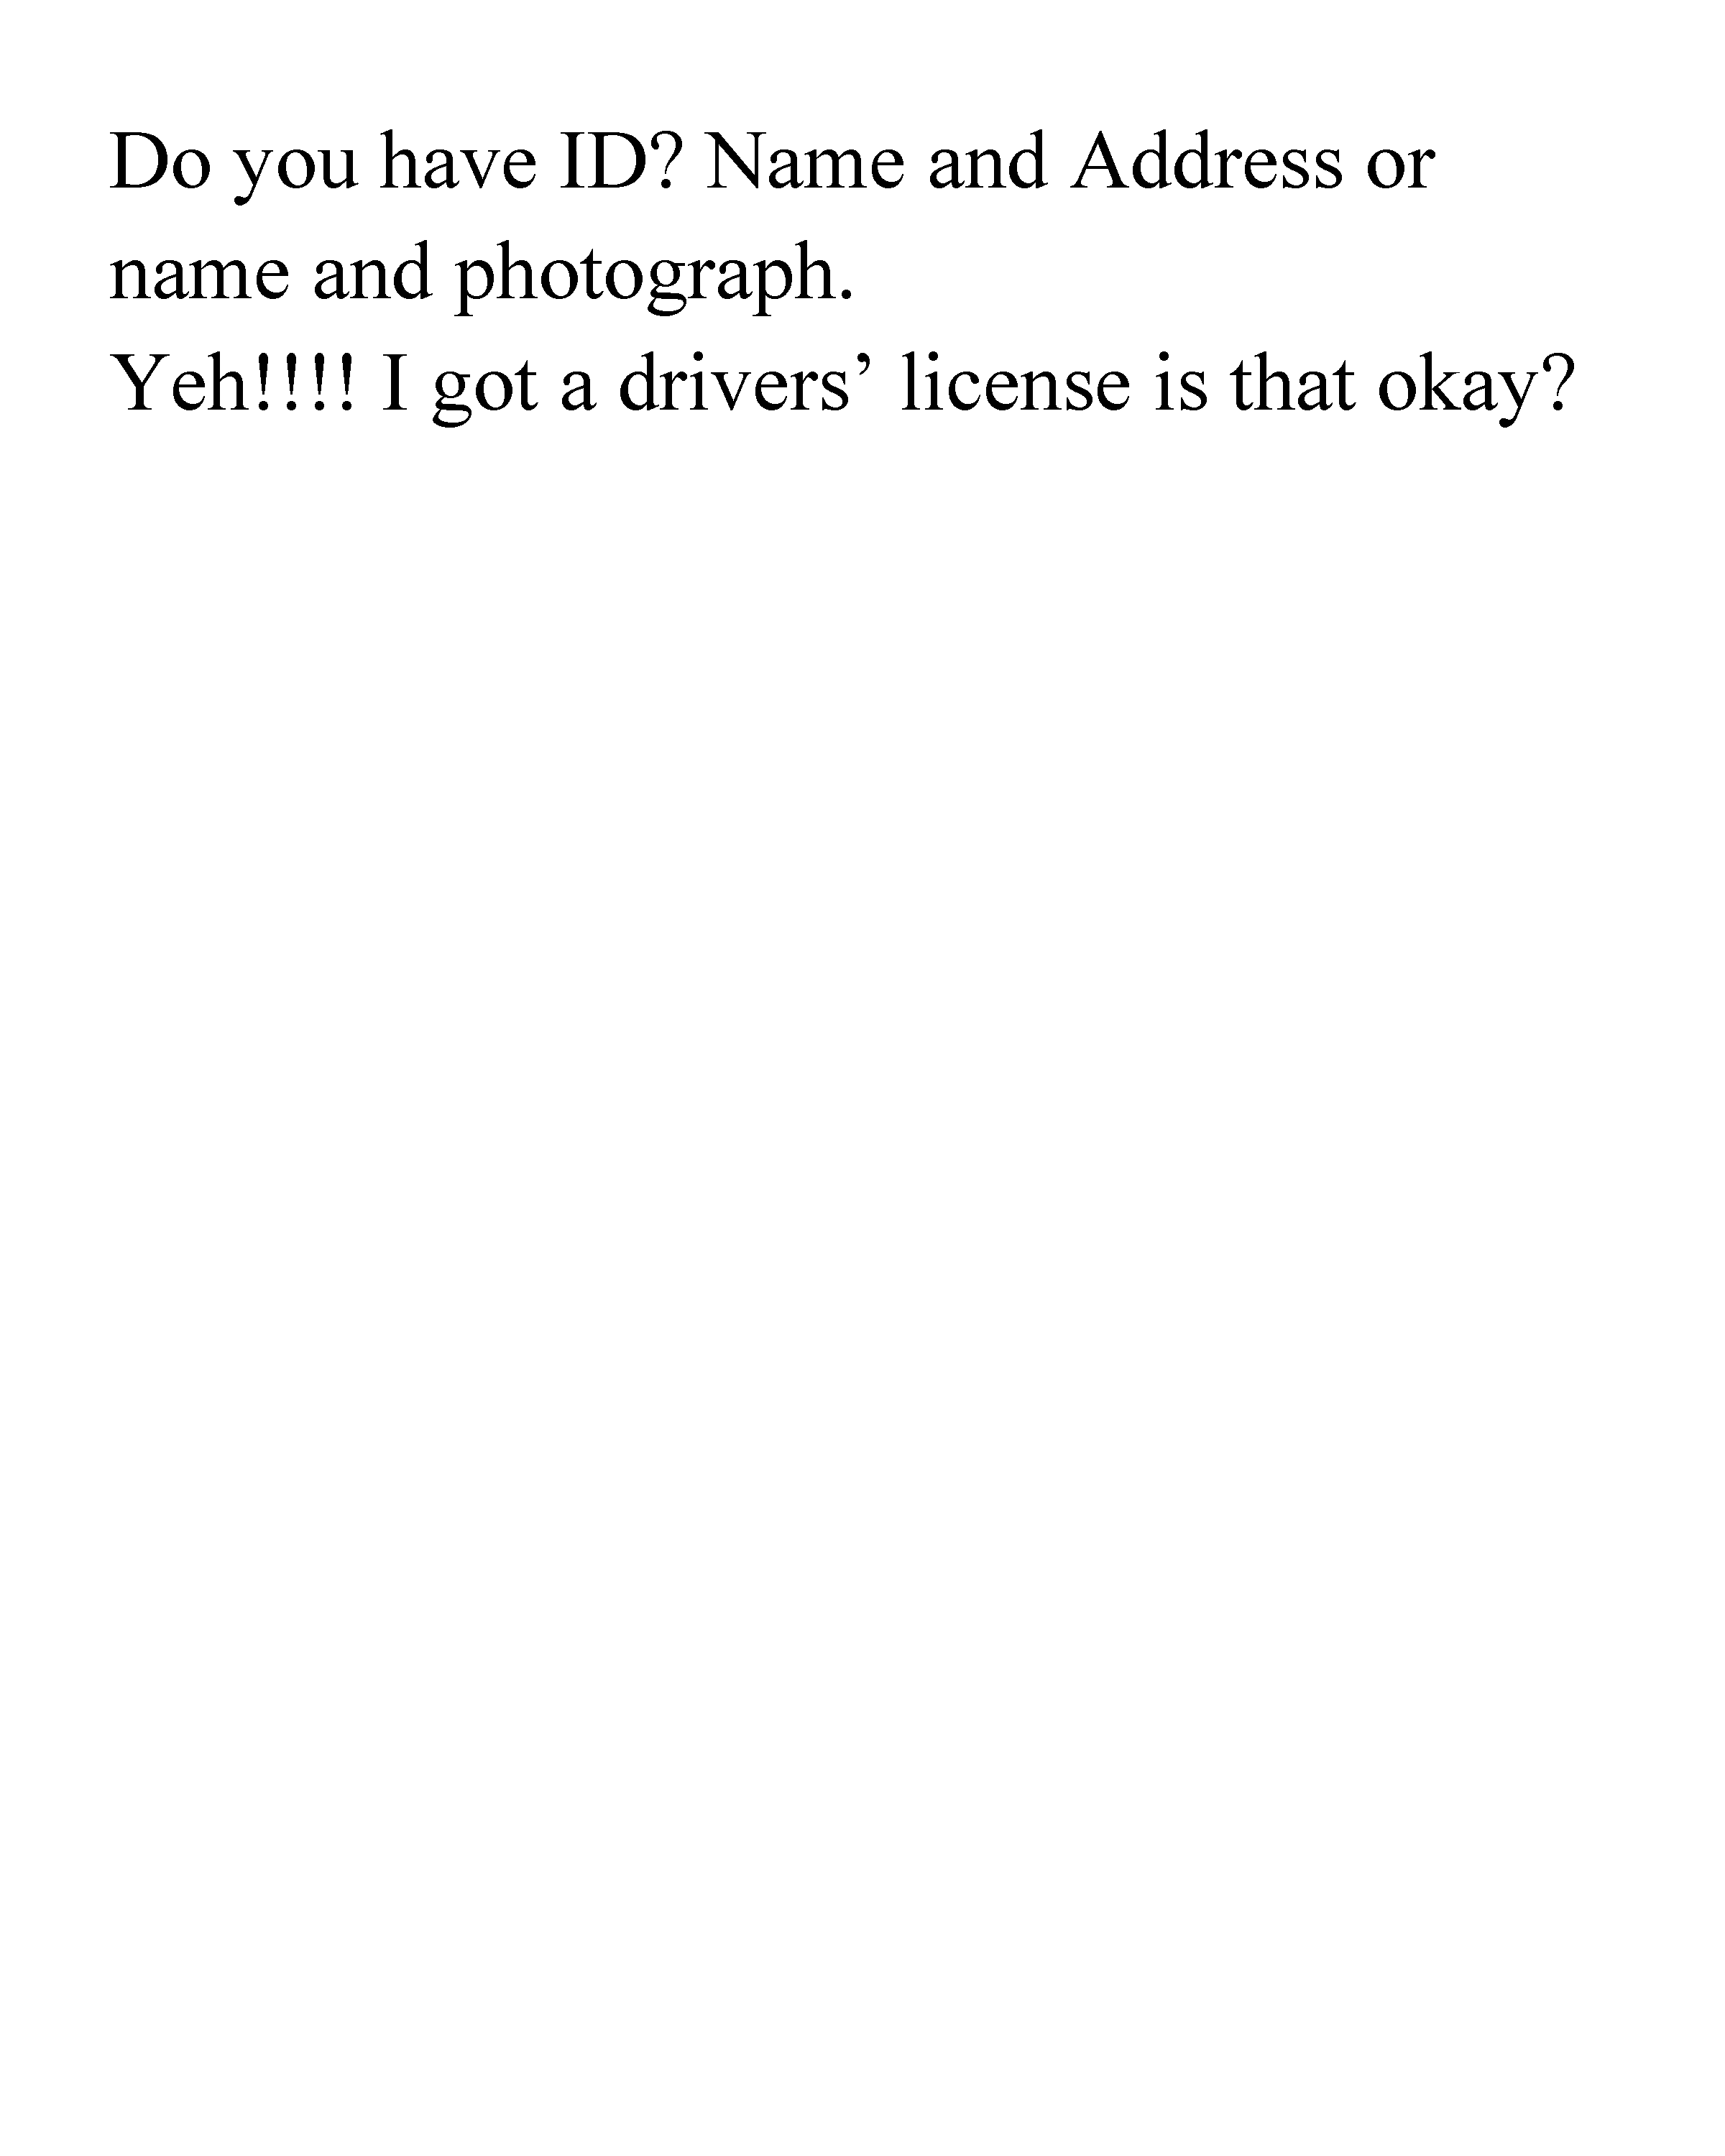 Do you have ID? Name and Address or
name and photograph.
Yeh!!!! I got a drivers’ license is that okay?